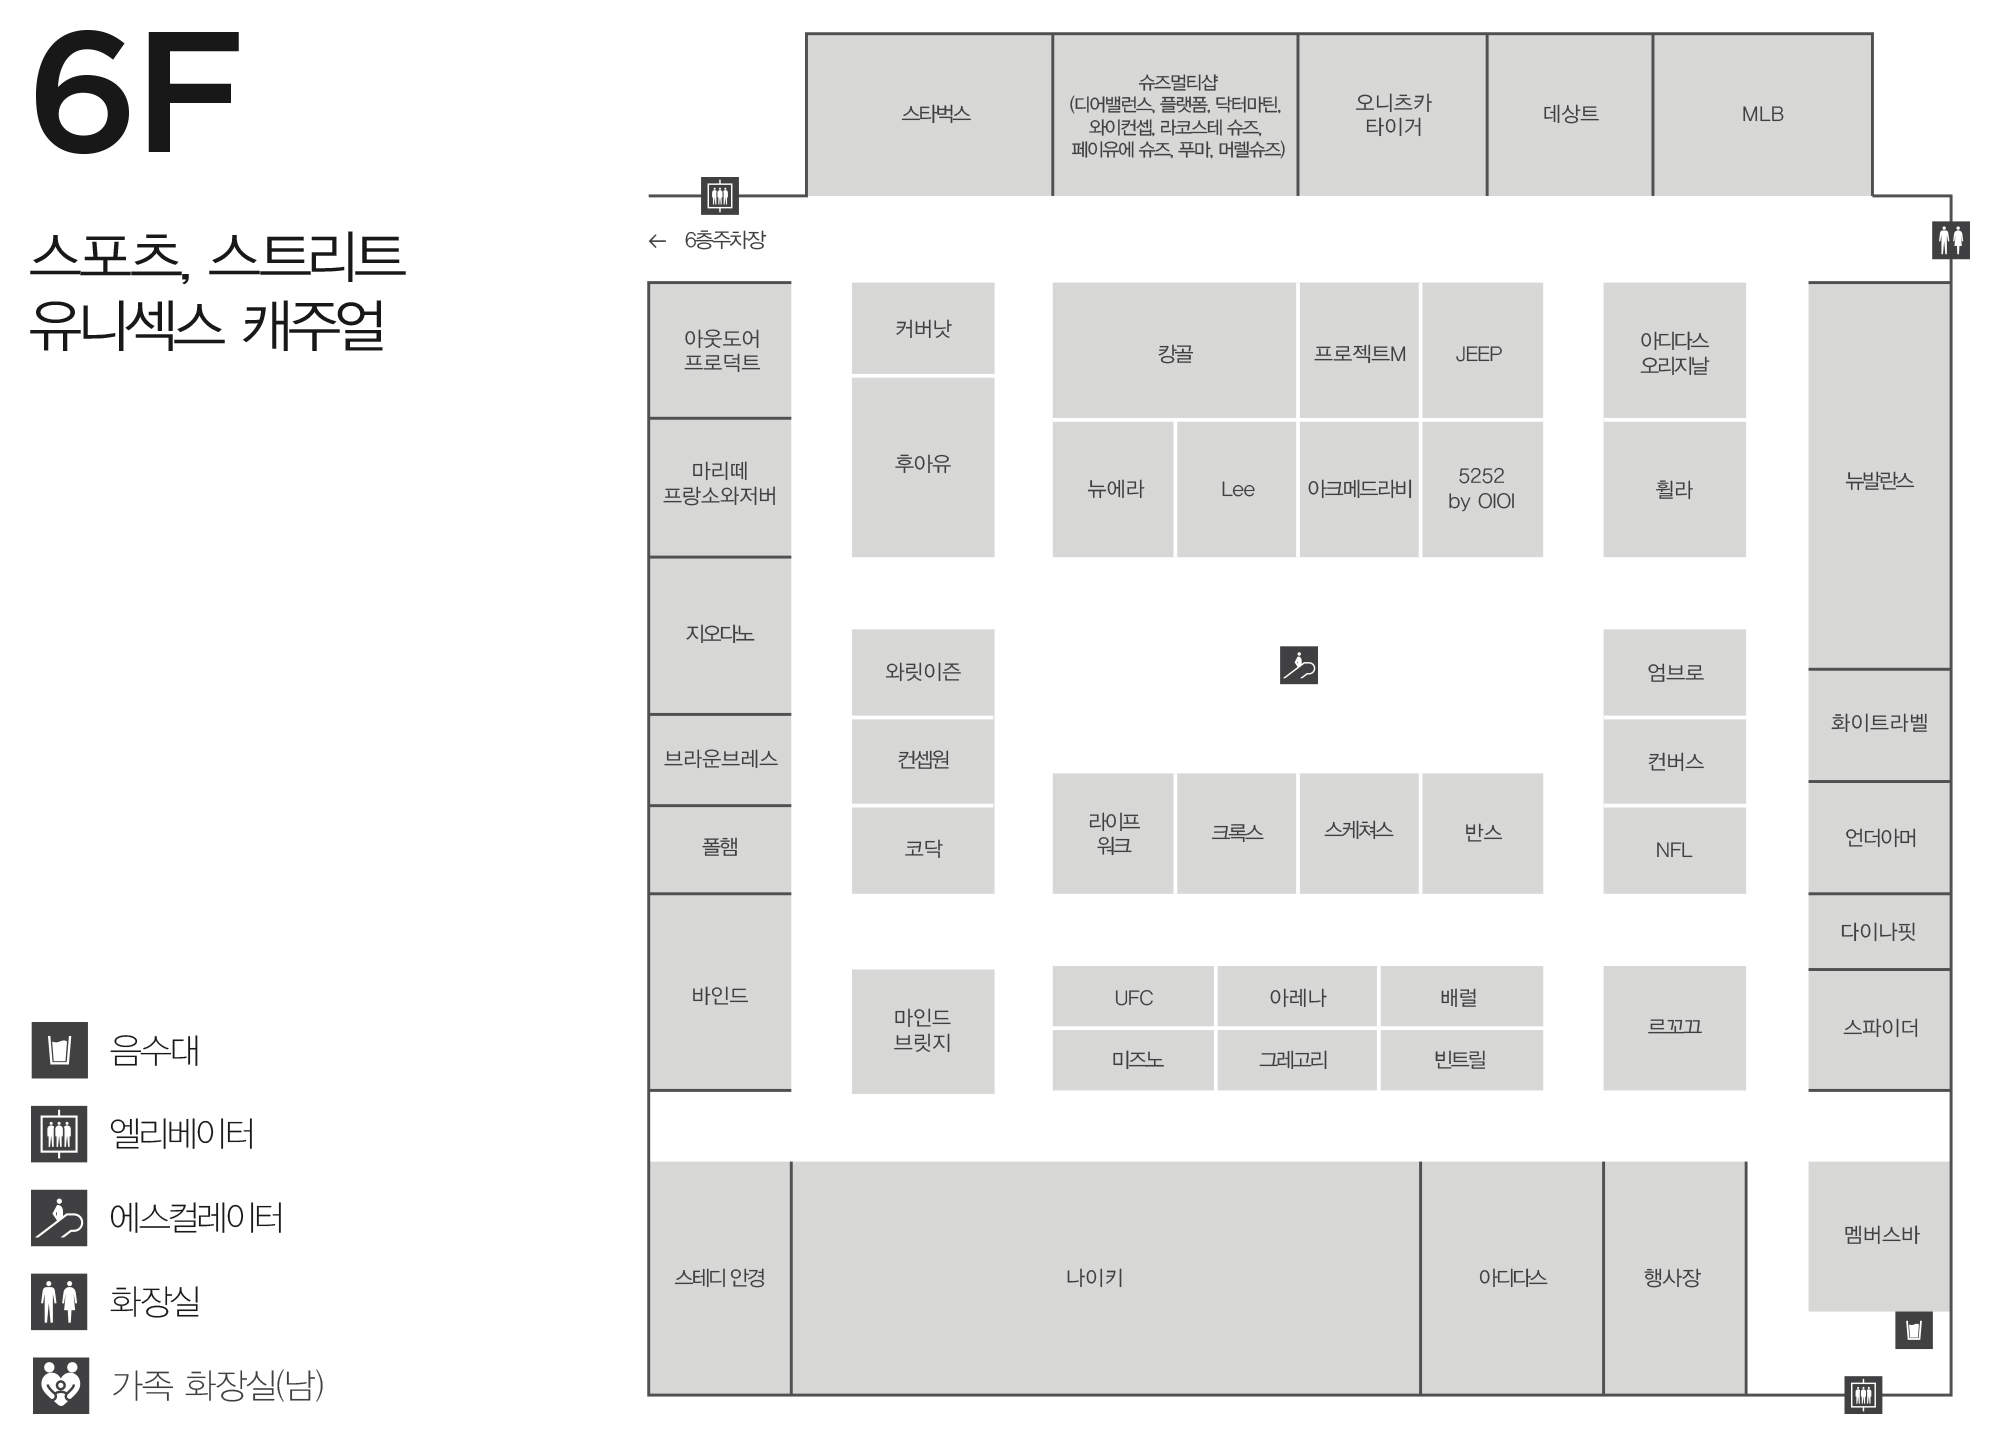 6F
스포츠, 스트리트
유니섹스 캐주얼
스타벅스
슈즈멀티샵
(디어밸런스, 플랫폼, 닥터마틴,
와이컨셉, 라코스테 슈즈,
페이유에 슈즈, 푸마, 머렐슈즈)
오니츠카
타이거
데상트
MLB
← 6층주차장
아웃도어
프로덕트
마리떼
프랑소와저버
지오다노
브라운브레스
폴햄
바인드
커버낫
후아유
와릿이즌
컨셉원
코닥
마인드
브릿지
캉골
프로젝트M
JEEP
뉴에라
Lee
아크메드라비
5252
by OIOI
라이프
워크
크록스
스케쳐스
반스
UFC
아레나
배럴
미즈노
그레고리
빈트릴
아디다스
오리지날
휠라
엄브로
컨버스
NFL
르꼬끄
뉴발란스
화이트라벨
언더아머
다이나핏
스파이더
스테디 안경
나이키
아디다스
행사장
멤버스바
음수대
엘리베이터
에스컬레이터
화장실
가족 화장실(남)